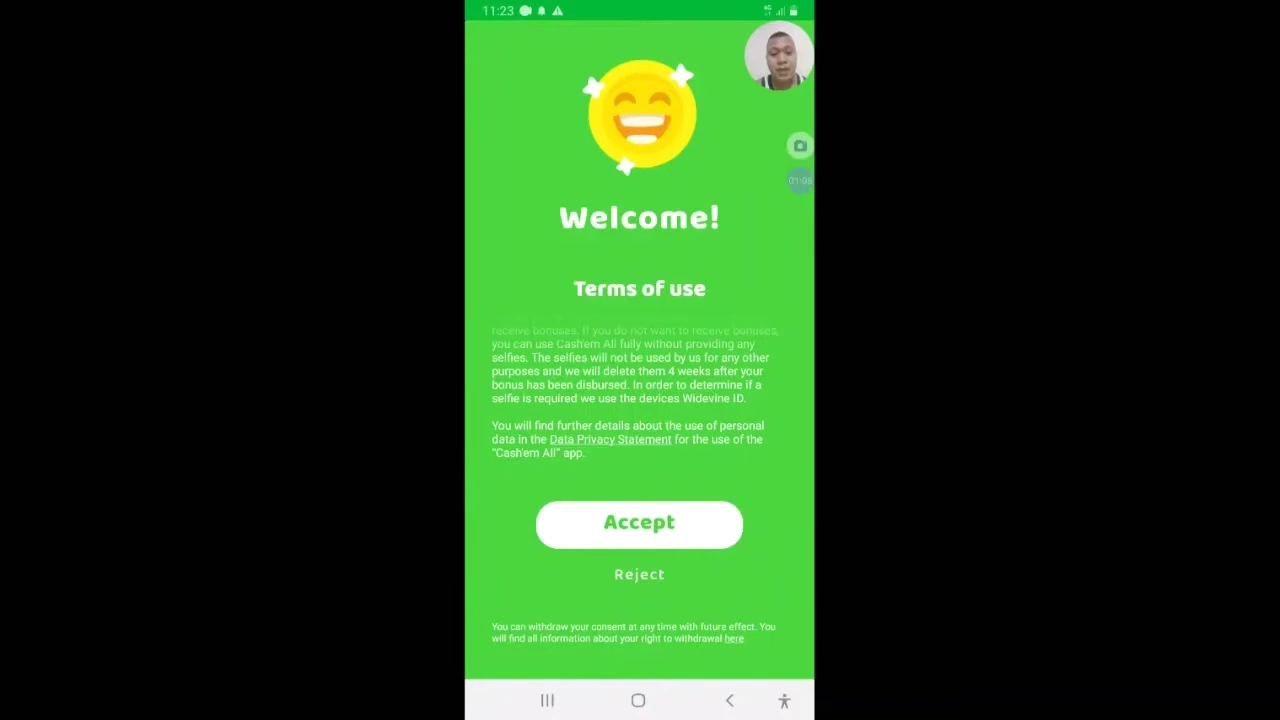 11:23
Welcome!
Terms of use
receive bonuses. If you do not want to receive bonuses,
you can use Cash'em All fully without providing any
selfies. The selfies will not be used by us for any other
purposes and we will delete them 4 weeks after your
bonus has been disbursed. In order to determine if a
selfie is required we use the devices Widevine ID.
You will find further details about the use of personal
data in the Data Privacy Statement for the use of the
"Cash'em All" app.
Accept
Reject
You can withdraw your consent at any time with future effect. You
will find all information about your right to withdrawal here